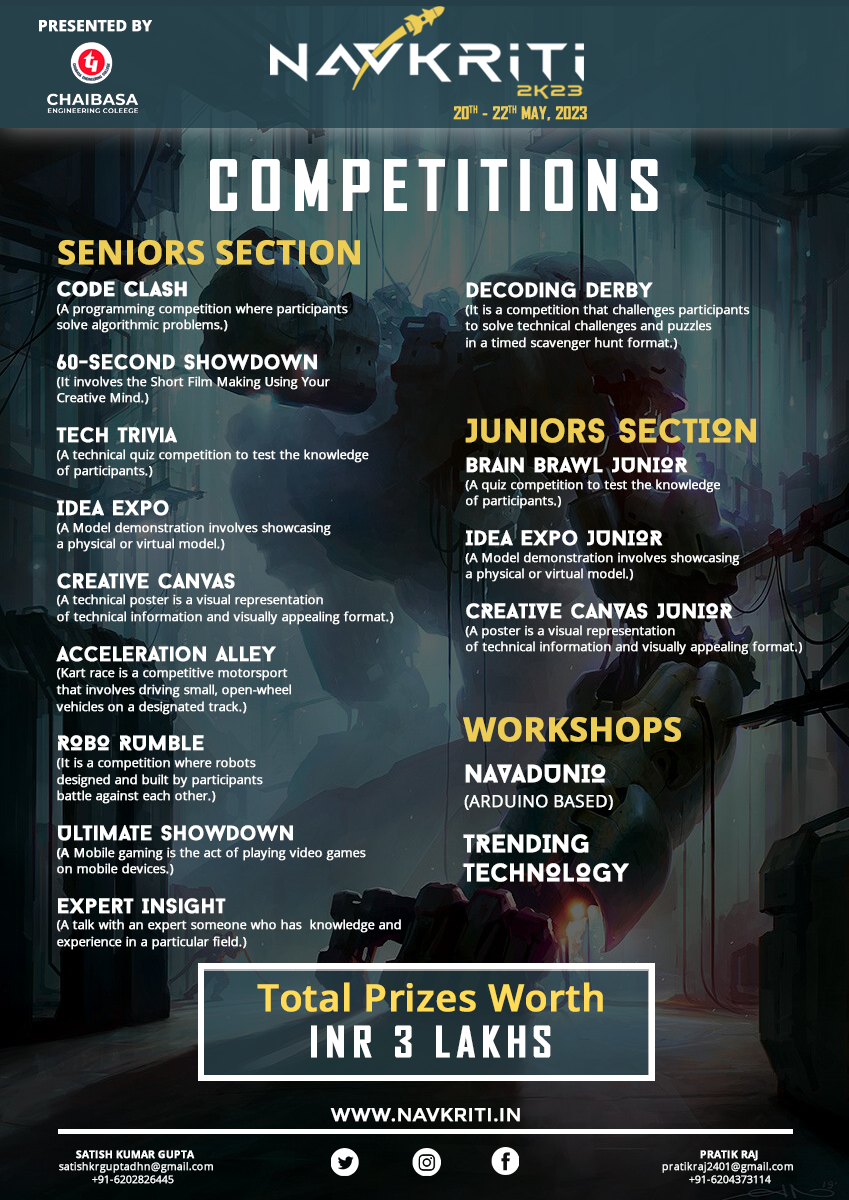 PRESENTED BY
CHAIBASA
ENGINEERING COLEEGE
NAVKRITI
2K23
20TH - 22TH MAY, 2023
COMPETITIONS
SENIORS SECTION
CODE CLASH
(A programming competition where participants
solve algorithmic problems.)
60-SECOND SHOWDOWN
(It involves the Short Film Making Using Your
Creative Mind.)
TECH TRIVIA
(A technical quiz competition to test the knowledge
of participants.)
IDEA EXPO
(A Model demonstration involves showcasing
a physical or virtual model.)
CREATIVE CANVAS
(A technical poster is a visual representation
of technical information and visually appealing format.)
ACCELERATION ALLEY
(Kart race is a competitive motorsport
that involves driving small, open-wheel
vehicles on a designated track.)
ROBO RUMBLE
(It is a competition where robots
designed and built by participants
battle against each other.)
ULTIMATE SHOWDOWN
(A Mobile gaming is the act of playing video games
on mobile devices.)
EXPERT INSIGHT
(A talk with an expert someone who has knowledge and
experience in a particular field.)
DECODING DERBY
(It is a competition that challenges participants
to solve technical challenges and puzzles
in a timed scavenger hunt format.)
JUNIORS SECTION
BRAIN BRAWL JUNIOR
(A quiz competition to test the knowledge
of participants.)
IDEA EXPO JUNIOR
(A Model demonstration involves showcasing
a physical or virtual model.)
CREATIVE CANVAS JUNIOR
(A poster is a visual representation
of technical information and visually appealing format.)
WORKSHOPS
NAVADUNIO
(ARDUINO BASED)
TRENDING
TECHNOLOGY
Total Prizes Worth
INR 3 LAKHS
WWW.NAVKRITI.IN
SATISH KUMAR GUPTA
satishkrguptadhn@gmail.com
+91-6202826445
PRATIK RAJ
pratikraj2401@gmail.com
+91-6204373114